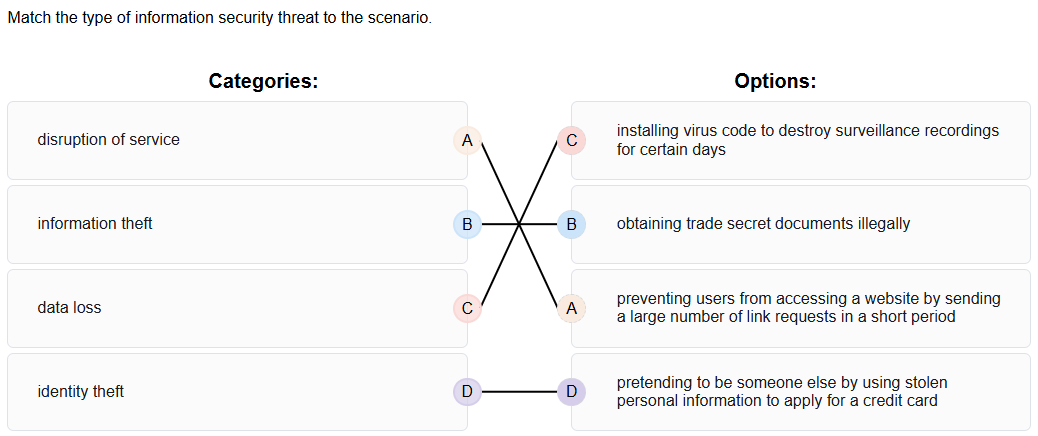 Match the type of information security threat to the scenario.
Categories:
Options:
disruption of service
A
C
installing virus code to destroy surveillance recordings
for certain days
information theft
B
B
obtaining trade secret documents illegally
data loss
C
A
preventing users from accessing a website by sending
a large number of link requests in a short period
identity theft
D
D
pretending to be someone else by using stolen
personal information to apply for a credit card